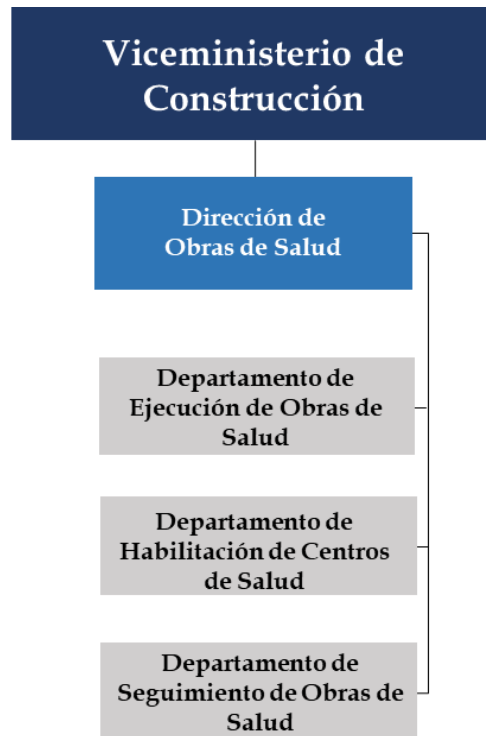 Viceministerio de
Construcción
Dirección de
Obras de Salud
Departamento de
Ejecución de Obras de
Salud
Departamento de
Habilitación de Centros
de Salud
Departamento de
Seguimiento de Obras de
Salud